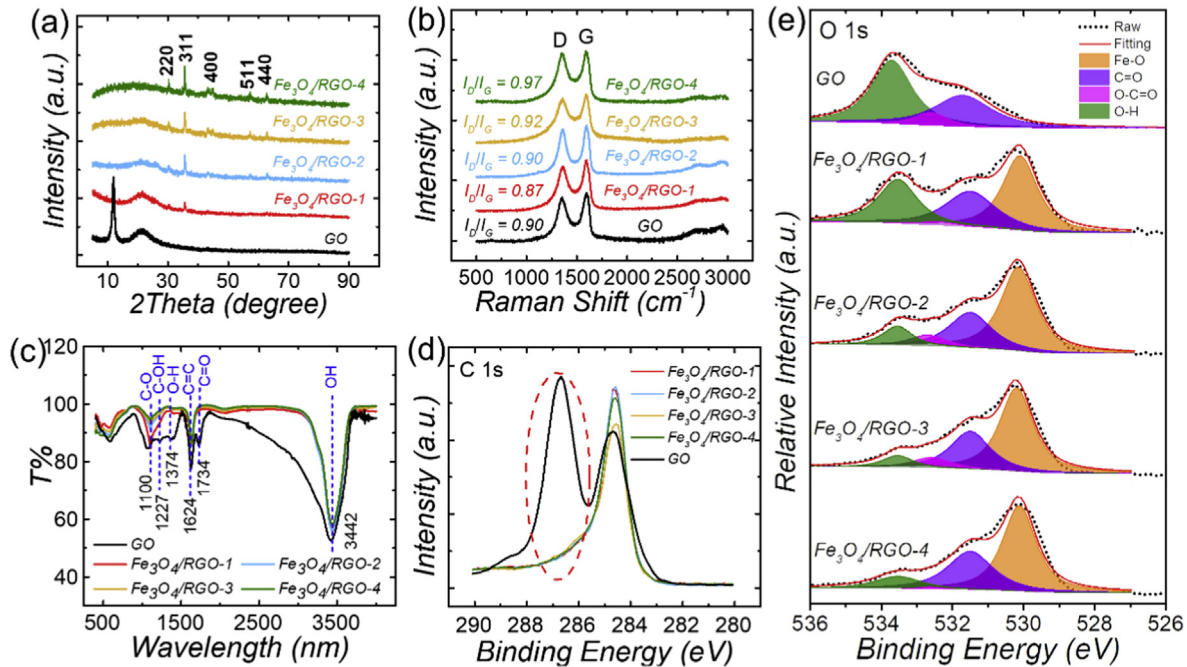 (a)
Intensity (a.u.)
220
311
400
511
440
Fe3O4/RGO-4
Fe3O4/RGO-3
Fe3O4/RGO-2
Fe3O4/RGO-1
GO
10 30 50 70 90
2Theta (degree)
(b)
Intensity (a.u.)
D G
ID/IG = 0.97 Fe3O4/RGO-4
ID/IG = 0.92 Fe3O4/RGO-3
ID/IG = 0.90 Fe3O4/RGO-2
ID/IG = 0.87 Fe3O4/RGO-1
ID/IG = 0.90 GO
500 1000 1500 2000 2500 3000
Raman Shift (cm-1)
(c)
T%
120
100
80
60
40
C-O
C-OH
O-H
C=C
C=O
OH
1100
1227
1374
1624
1734
3442
GO
Fe3O4/RGO-1 Fe3O4/RGO-2
Fe3O4/RGO-3 Fe3O4/RGO-4
500 1500 2500 3500
Wavelength (nm)
(d)
C 1s
Intensity (a.u.)
Fe3O4/RGO-1
Fe3O4/RGO-2
Fe3O4/RGO-3
Fe3O4/RGO-4
GO
290 288 286 284 282 280
Binding Energy (eV)
(e)
O 1s
Relative Intensity (a.u.)
Raw
Fitting
Fe-O
C=O
O-C=O
O-H
GO
Fe3O4/RGO-1
Fe3O4/RGO-2
Fe3O4/RGO-3
Fe3O4/RGO-4
536 534 532 530 528 526
Binding Energy (eV)